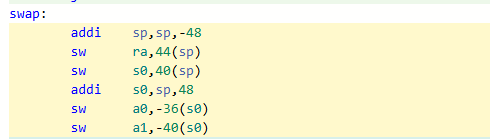 swap:
addi sp,sp,-48
sw ra,44(sp)
sw s0,40(sp)
addi s0,sp,48
sw a0,-36(s0)
sw a1,-40(s0)